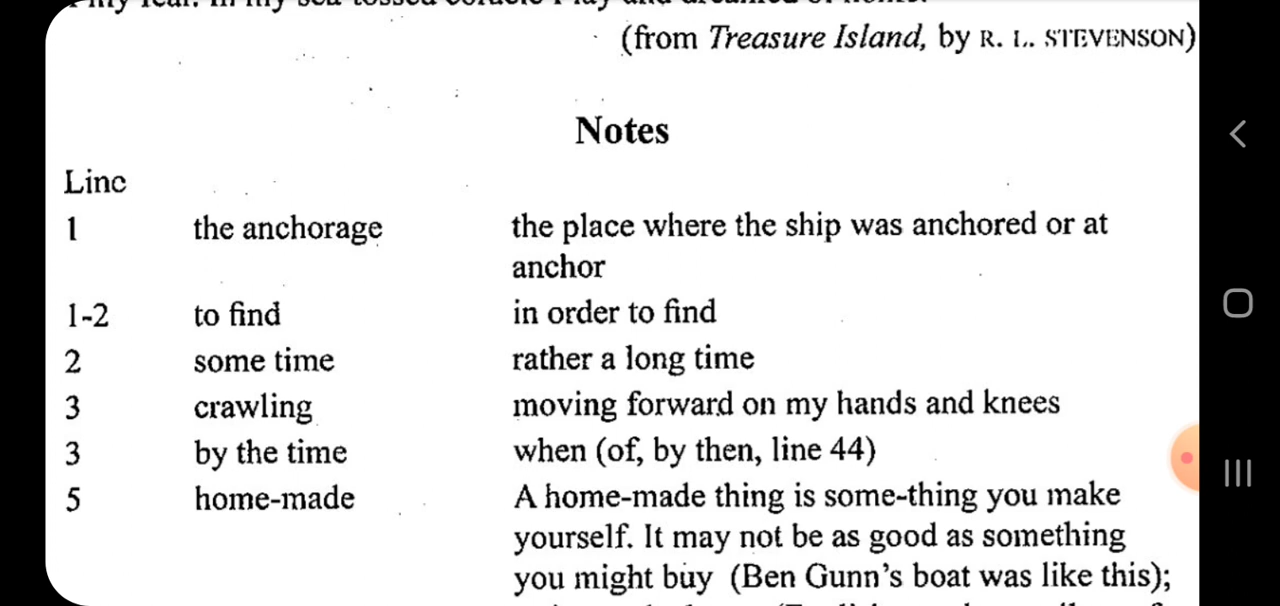 (from Treasure Island, by R. L. STEVENSON)
Notes
Line
1 the anchorage the place where the ship was anchored or at
anchor
1-2 to find in order to find
2 some time rather a long time
3 crawling moving forward on my hands and knees
3 by the time when (of, by then, line 44)
5 home-made A home-made thing is some-thing you make
yourself. It may not be as good as something
you might buy (Ben Gunn's boat was like this);